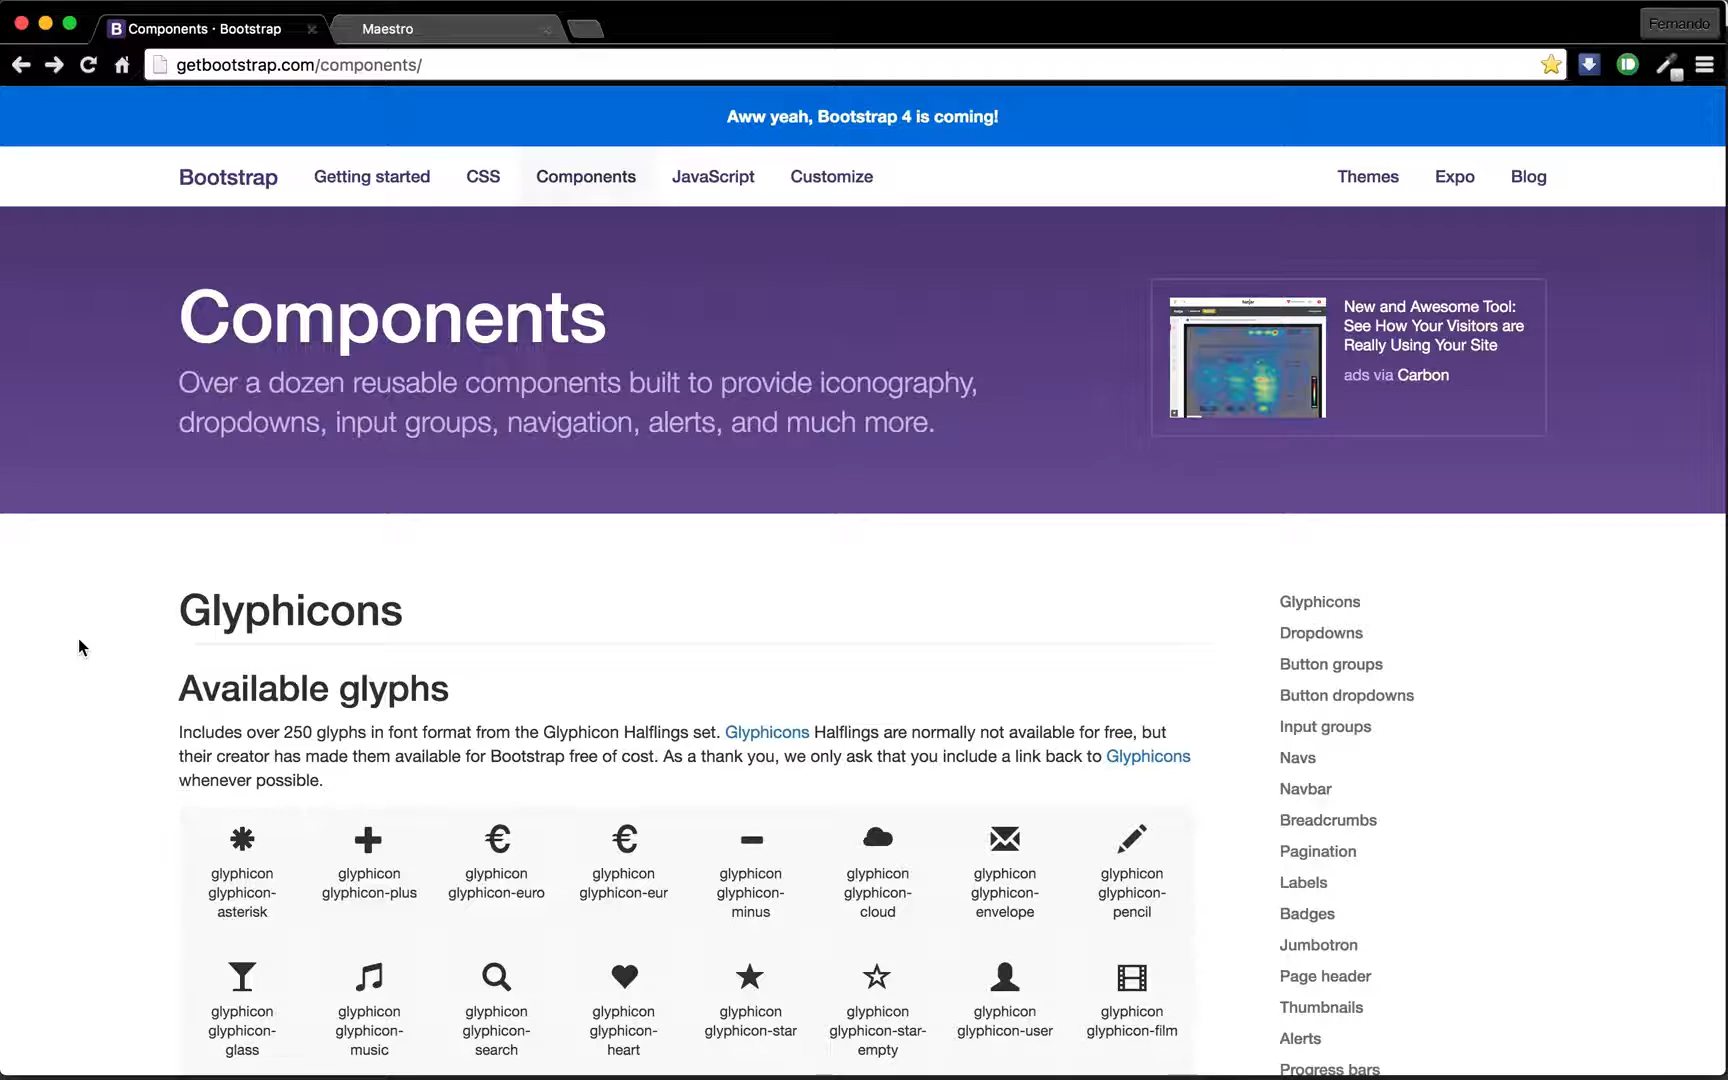 Components · Bootstrap
Maestro
Fernando
getbootstrap.com/components/
Aww yeah, Bootstrap 4 is coming!
Bootstrap Getting started CSS Components JavaScript Customize Themes Expo Blog
Components
Over a dozen reusable components built to provide iconography,
dropdowns, input groups, navigation, alerts, and much more.
New and Awesome Tool:
See How Your Visitors are
Really Using Your Site
ads via Carbon
Glyphicons
Available glyphs
Includes over 250 glyphs in font format from the Glyphicon Halflings set. Glyphicons Halflings are normally not available for free, but
their creator has made them available for Bootstrap free of cost. As a thank you, we only ask that you include a link back to Glyphicons
whenever possible.
glyphicon
glyphicon-
asterisk
glyphicon
glyphicon-plus
glyphicon
glyphicon-euro
glyphicon
glyphicon-eur
glyphicon
glyphicon-
minus
glyphicon
glyphicon-
cloud
glyphicon
glyphicon-
envelope
glyphicon
glyphicon-
pencil
glyphicon
glyphicon-
glass
glyphicon
glyphicon-
music
glyphicon
glyphicon-
search
glyphicon
glyphicon-
heart
glyphicon
glyphicon-star
glyphicon
glyphicon-star-
empty
glyphicon
glyphicon-user
glyphicon
glyphicon-film
Glyphicons
Dropdowns
Button groups
Button dropdowns
Input groups
Navs
Navbar
Breadcrumbs
Pagination
Labels
Badges
Jumbotron
Page header
Thumbnails
Alerts
Progress bars